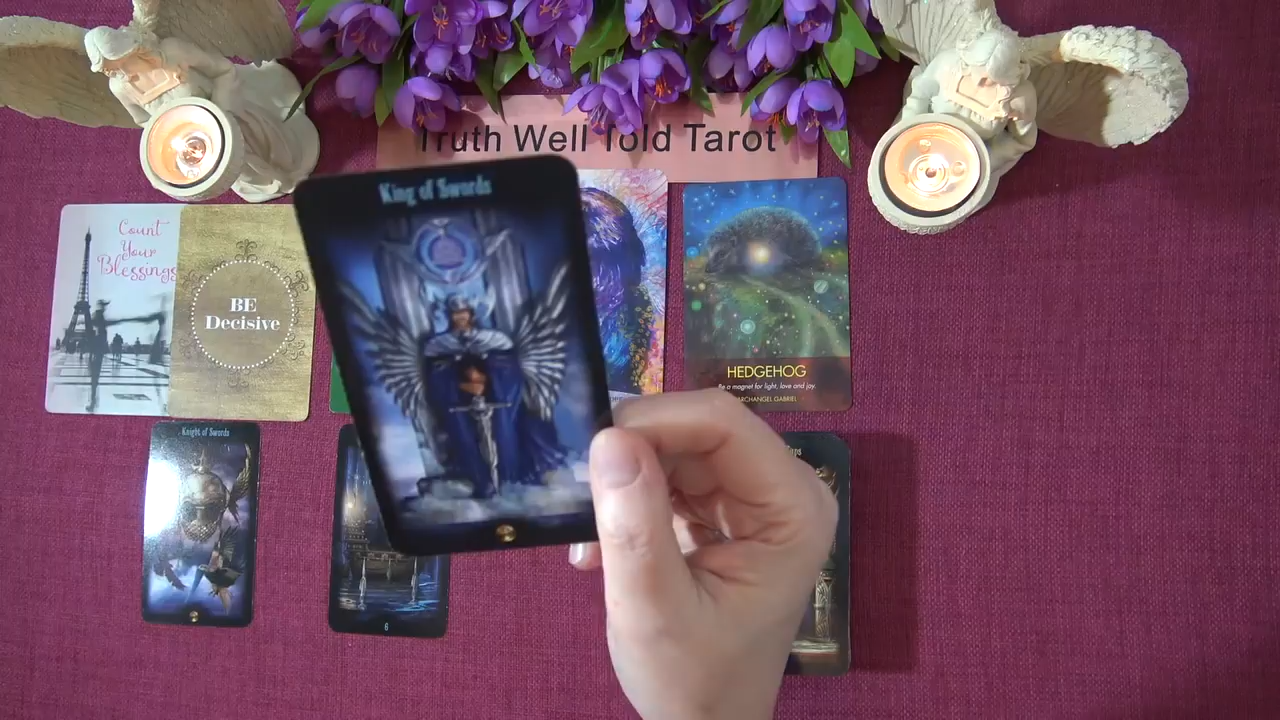 Truth Well Told Tarot
King of Swords
Count
Your
Blessings
BE
Decisive
HEDGEHOG
Be a magnet for light, love and joy.
ARCHANGEL GABRIEL
Knight of Swords
6